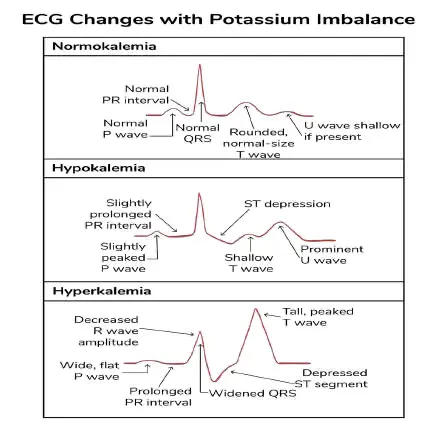 ECG Changes with Potassium Imbalance
Normokalemia
Normal
PR interval
Normal
P wave
Normal
QRS
Rounded,
normal-size
T wave
U wave shallow
if present
Hypokalemia
Slightly
prolonged
PR interval
Slightly
peaked
P wave
ST depression
Shallow
T wave
Prominent
U wave
Hyperkalemia
Decreased
R wave
amplitude
Wide, flat
P wave
Prolonged
PR interval
Widened QRS
Tall, peaked
T wave
Depressed
ST segment